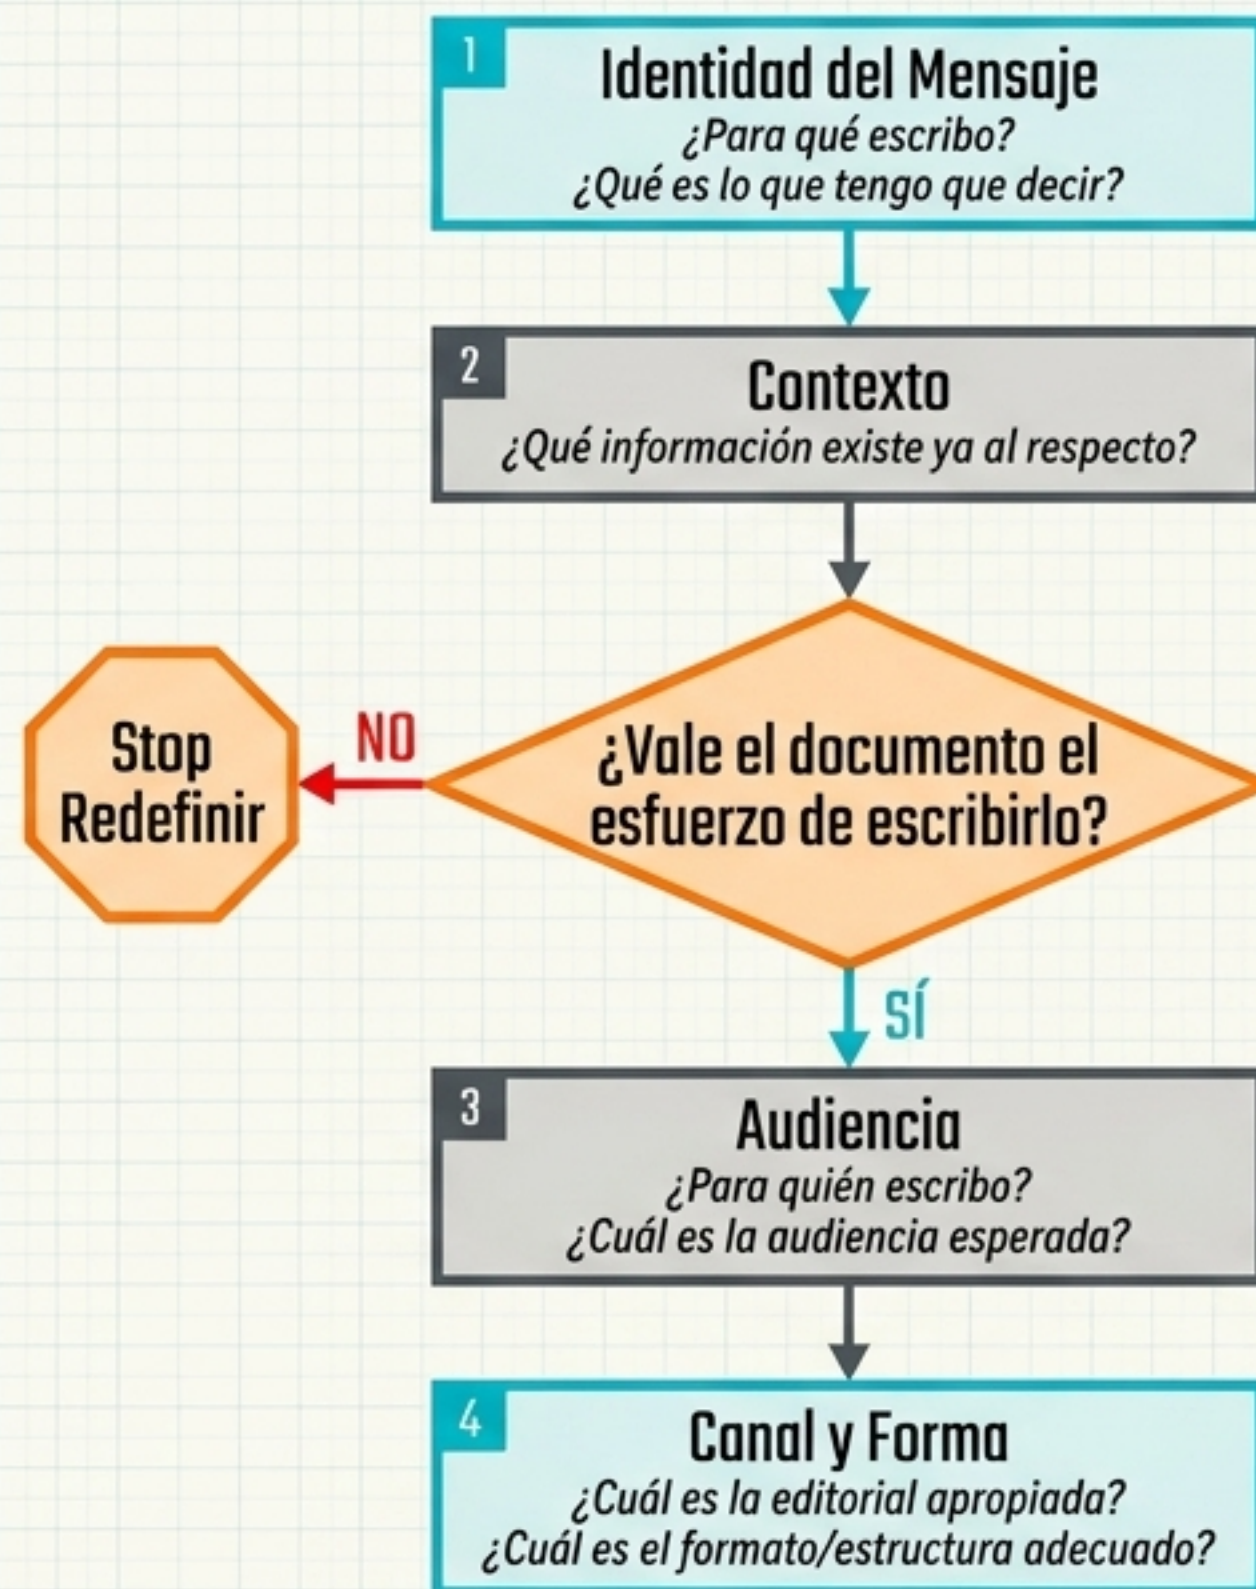 1
Identidad del Mensaje
¿Para qué escribo?
¿Qué es lo que tengo que decir?
2
Contexto
¿Qué información existe ya al respecto?
¿Vale el documento el
esfuerzo de escribirlo?
NO
Stop
Redefinir
SÍ
3
Audiencia
¿Para quién escribo?
¿Cuál es la audiencia esperada?
4
Canal y Forma
¿Cuál es la editorial apropiada?
¿Cuál es el formato/estructura adecuado?